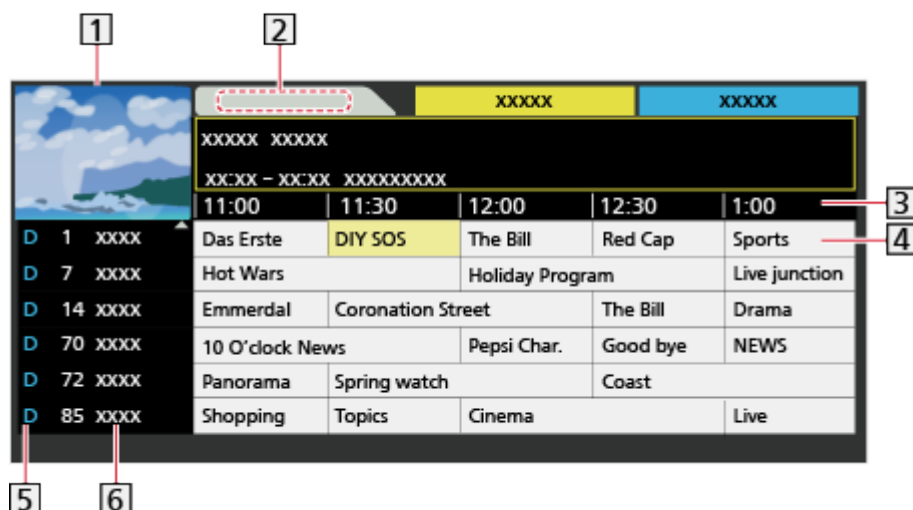 1 2
XXXXX XXXXX
XXXXX XXXXX
XX:XX – XX:XX XXXXXXXXX
11:00 11:30 12:00 12:30 1:00 3
D 1 XXXX Das Erste DIY SOS The Bill Red Cap Sports 4
D 7 XXXX Hot Wars Holiday Program Live junction
D 14 XXXX Emmerdal Coronation Street The Bill Drama
D 70 XXXX 10 O'clock News Pepsi Char. Good bye NEWS
D 72 XXXX Panorama Spring watch Coast
D 85 XXXX Shopping Topics Cinema Live
5 6